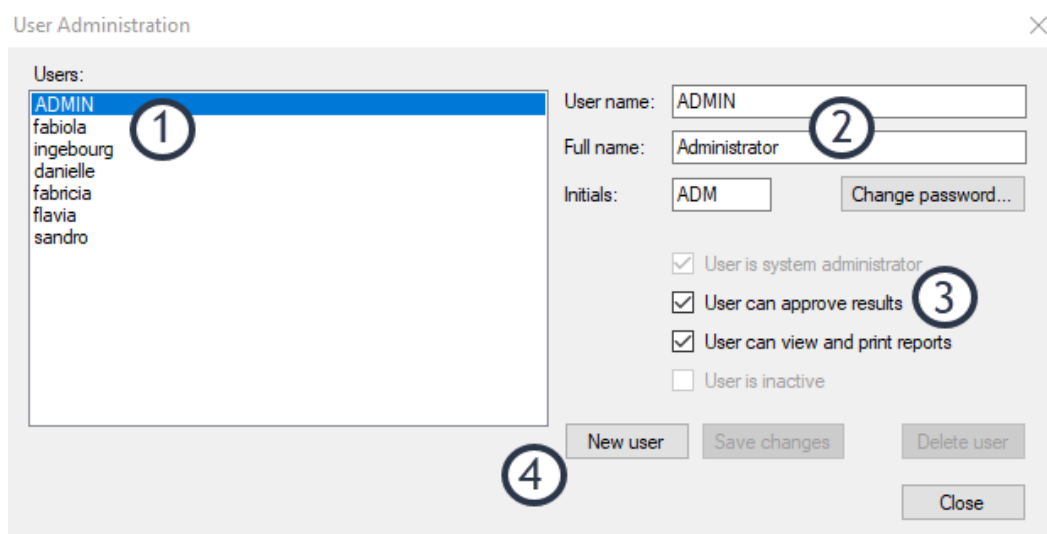 User Administration
Users:
ADMIN
fabiola
ingebourg
danielle
fabricia
flavia
sandro
1
User name: ADMIN
2
Full name: Administrator
Initials: ADM Change password...
User is system administrator
User can approve results
3
User can view and print reports
User is inactive
New user Save changes Delete user
4
Close